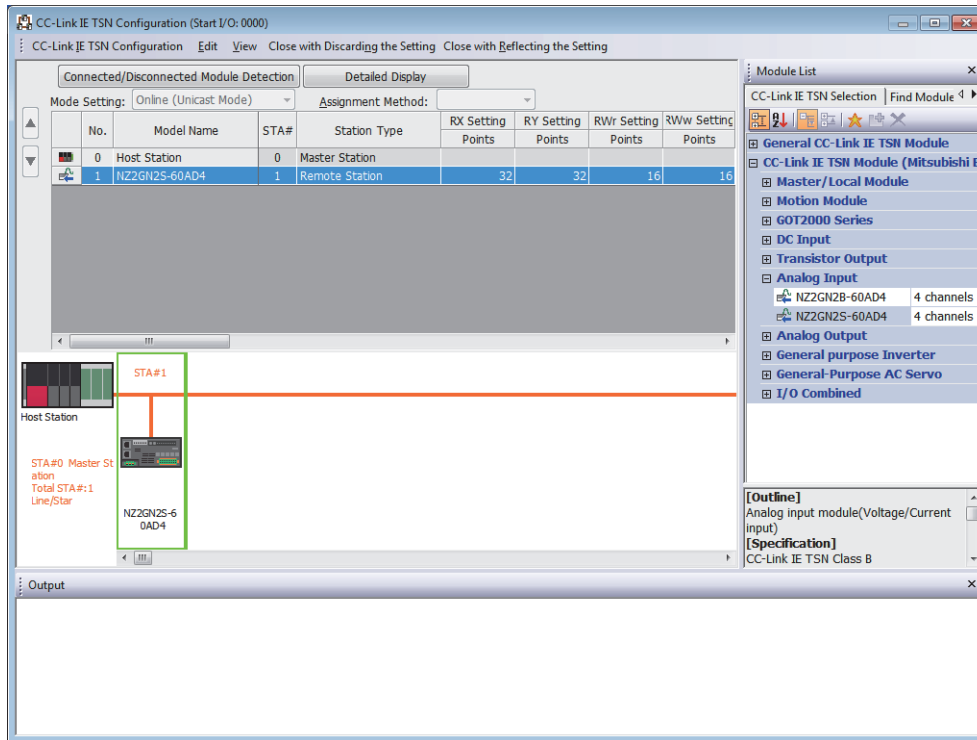 CC-Link IE TSN Configuration (Start I/O: 0000)
CC-Link IE TSN Configuration Edit View Close with Discarding the Setting Close with Reflecting the Setting
Connected/Disconnected Module Detection Detailed Display
Mode Setting: Online (Unicast Mode) Assignment Method:
No. Model Name STA# Station Type RX Setting RY Setting RWr Setting RWw Setting
Points Points Points Points
0 Host Station 0 Master Station
1 NZ2GN2S-60AD4 1 Remote Station 32 32 16 16
STA#1
Host Station
STA#0 Master St
ation
Total STA#:1
Line/Star
NZ2GN2S-6
0AD4
Module List
CC-Link IE TSN Selection Find Module
General CC-Link IE TSN Module
CC-Link IE TSN Module (Mitsubishi E
Master/Local Module
Motion Module
GOT2000 Series
DC Input
Transistor Output
Analog Input
NZ2GN2B-60AD4 4 channels
NZ2GN2S-60AD4 4 channels
Analog Output
General purpose Inverter
General-Purpose AC Servo
I/O Combined
[Outline]
Analog input module(Voltage/Current
input)
[Specification]
CC-Link IE TSN Class B
Output